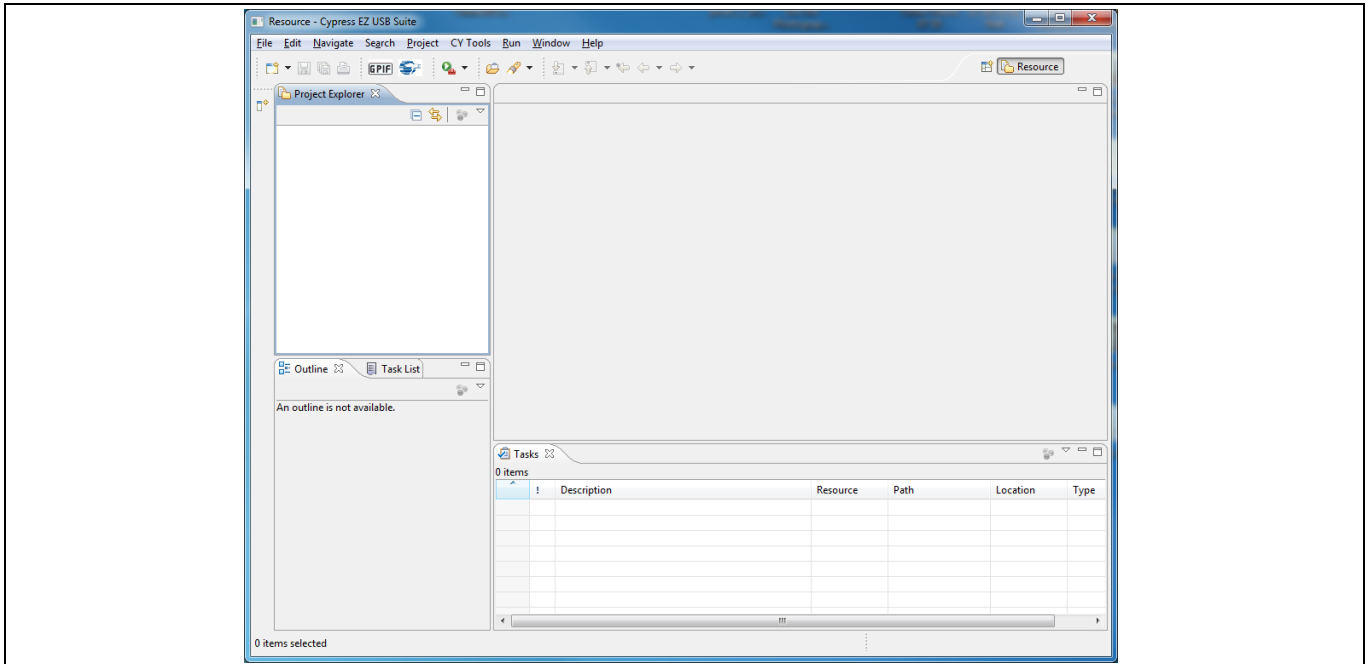 Resource - Cypress EZ USB Suite
File Edit Navigate Search Project CY Tools Run Window Help
GPIF Resource
Project Explorer
Outline Task List
An outline is not available.
Tasks
0 items
! Description Resource Path Location Type
0 items selected